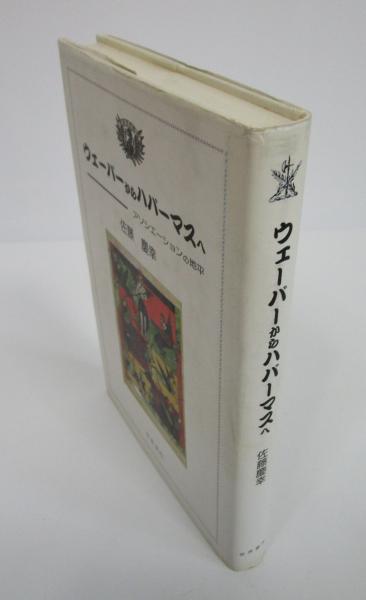 ウェーバーからハバーマスへ
アソシエーションの地平
佐藤 慶幸
ウェーバーからハバーマスへ
佐藤慶幸